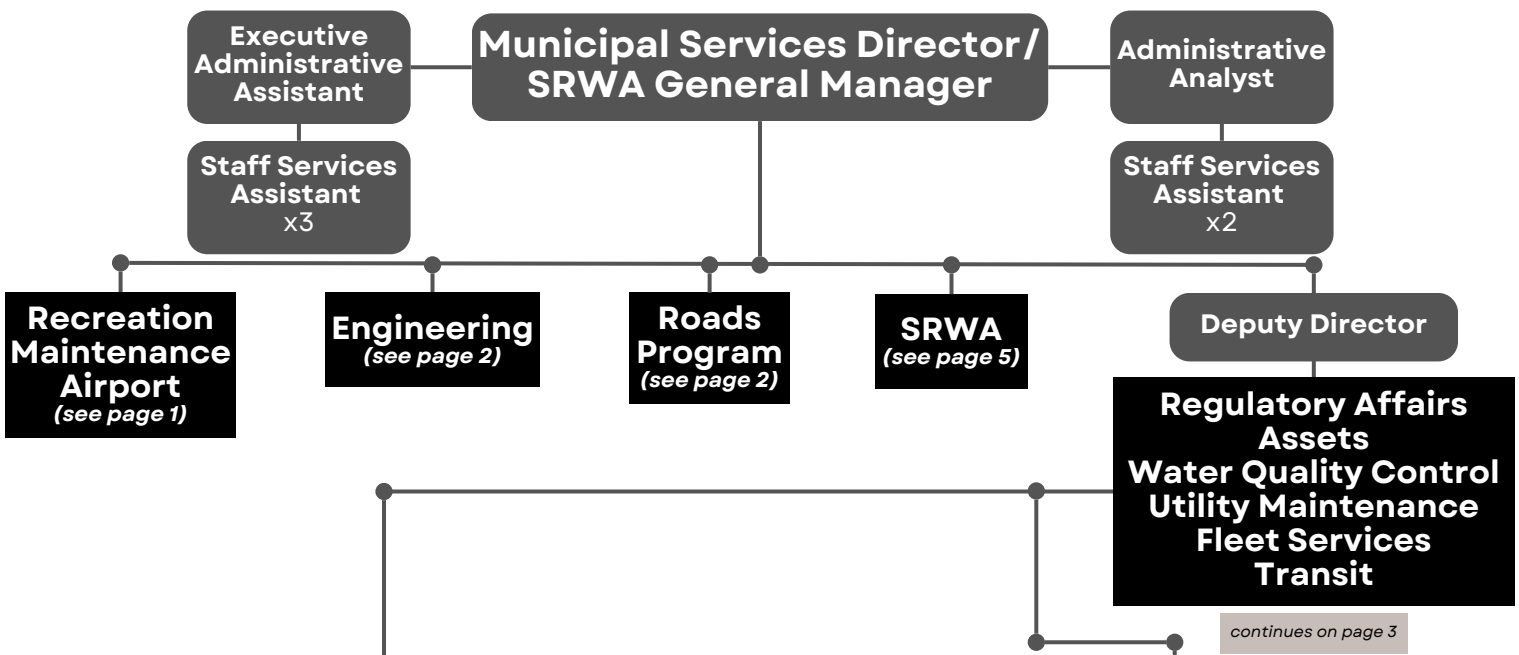 Executive
Administrative
Assistant
Municipal Services Director/
SRWA General Manager
Administrative
Analyst
Staff Services
Assistant
x3
Staff Services
Assistant
x2
Recreation
Maintenance
Airport
(see page 1)
Engineering
(see page 2)
Roads
Program
(see page 2)
SRWA
(see page 5)
Deputy Director
Regulatory Affairs
Assets
Water Quality Control
Utility Maintenance
Fleet Services
Transit
continues on page 3